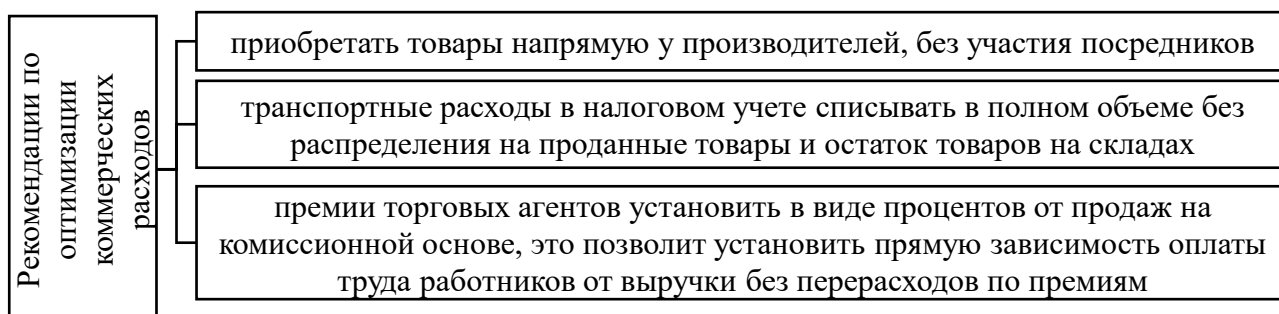 Рекомендации по
оптимизации
коммерческих
расходов
приобретать товары напрямую у производителей, без участия посредников
транспортные расходы в налоговом учете списывать в полном объеме без
распределения на проданные товары и остаток товаров на складах
премии торговых агентов установить в виде процентов от продаж на
комиссионной основе, это позволит установить прямую зависимость оплаты
труда работников от выручки без перерасходов по премиям